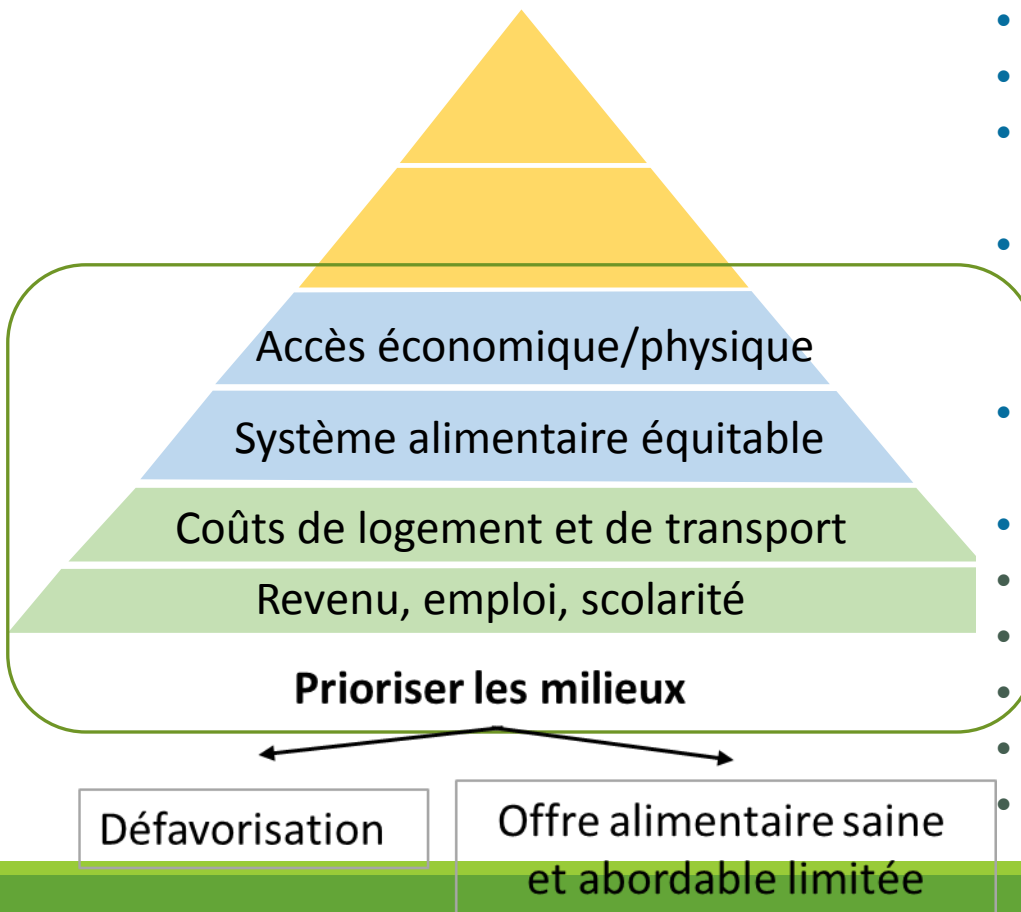 Accès économique/physique
Système alimentaire équitable
Coûts de logement et de transport
Revenu, emploi, scolarité
Prioriser les milieux
Défavorisation
Offre alimentaire saine
et abordable limitée